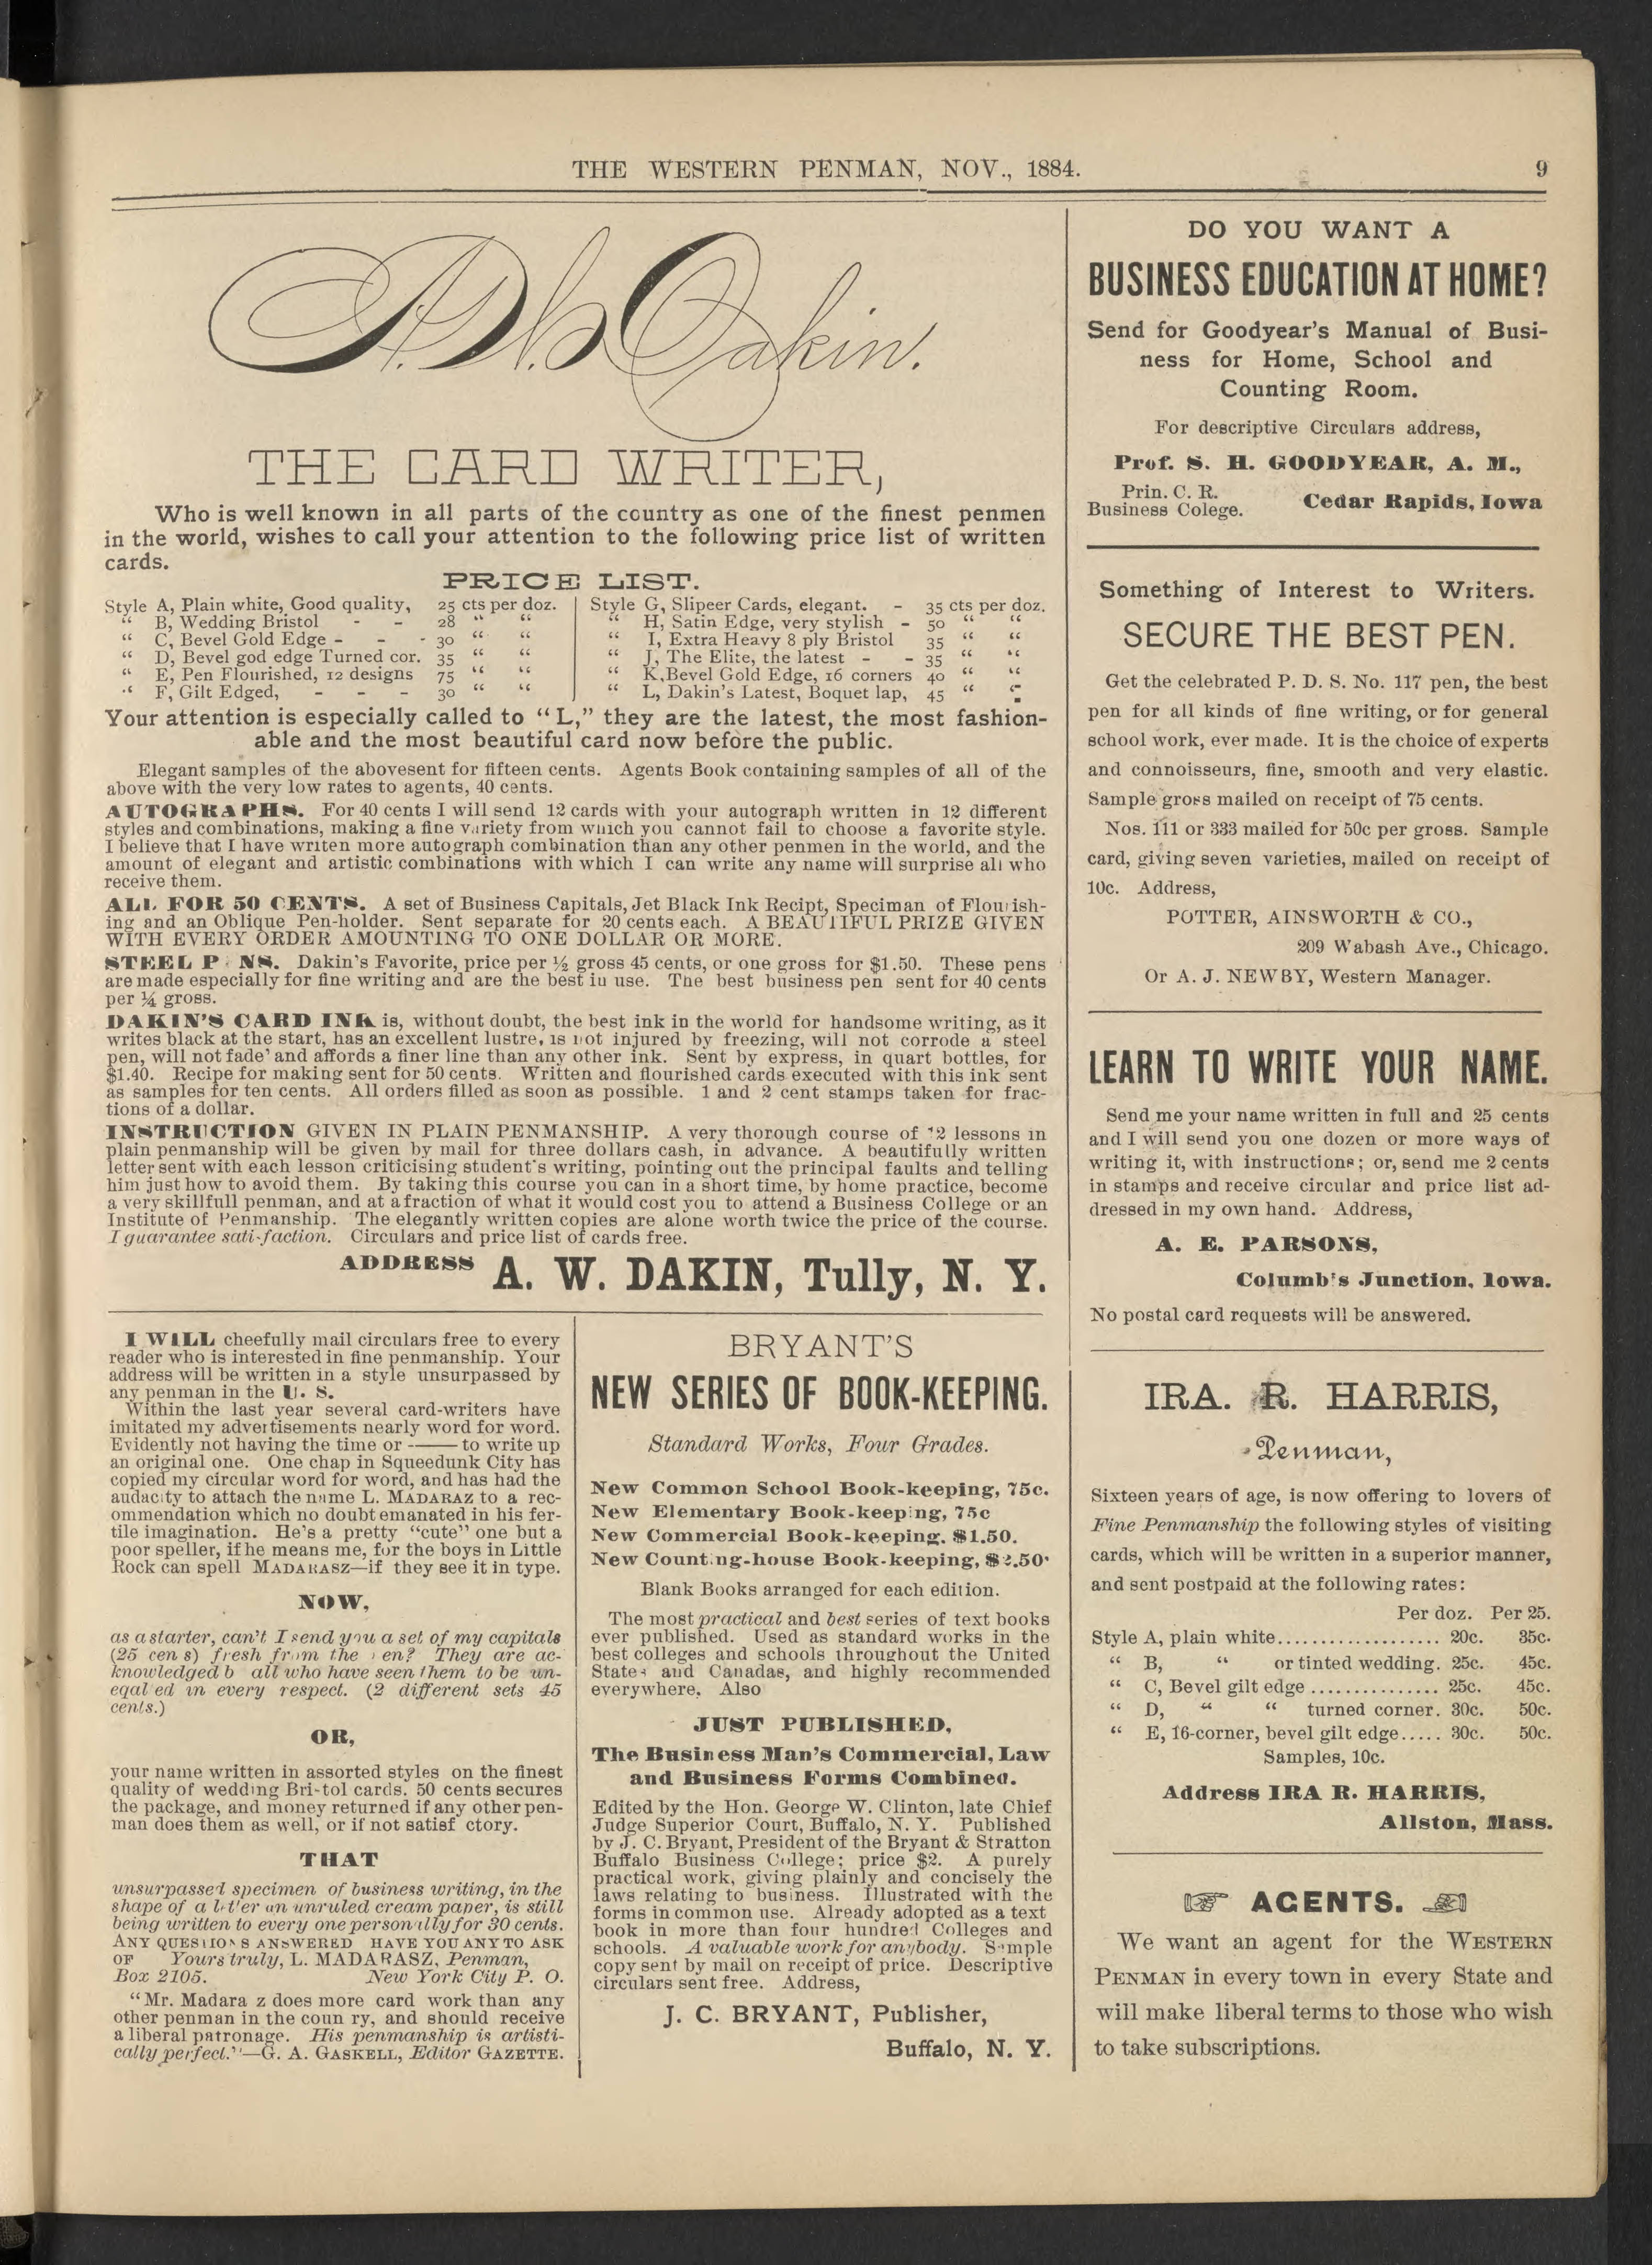 THE WESTERN PENMAN, NOV., 1884. 9
A. W. Dakin.
THE CARD WRITER,
Who is well known in all parts of the country as one of the finest penmen
in the world, wishes to call your attention to the following price list of written
cards.
PRICE LIST.
Style A, Plain white, Good quality, 25 cts per doz.
“ B, Wedding Bristol - - 28 “ “
“ C, Bevel Gold Edge - - - 30 “ “
“ D, Bevel god edge Turned cor. 35 “ “
“ E, Pen Flourished, 12 designs 75 “ “
“ F, Gilt Edged, - - - 30 “ “
Style G, Slipeer Cards, elegant. - 35 cts per doz.
“ H, Satin Edge, very stylish - 50 “ “
“ I, Extra Heavy 8 ply Bristol 35 “ “
“ J, The Elite, the latest - - 35 “ “
“ K, Bevel Gold Edge, 16 corners 40 “ “
“ L, Dakin's Latest, Boquet lap, 45 “ “
Your attention is especially called to “L,” they are the latest, the most fashion-
able and the most beautiful card now before the public.
Elegant samples of the abovesent for fifteen cents. Agents Book containing samples of all of the
above with the very low rates to agents, 40 cents.
AUTOGRAPHS. For 40 cents I will send 12 cards with your autograph written in 12 different
styles and combinations, making a fine variety from which you cannot fail to choose a favorite style.
I believe that I have writen more autograph combination than any other penmen in the world, and the
amount of elegant and artistic combinations with which I can write any name will surprise all who
receive them.
ALL FOR 50 CENTS. A set of Business Capitals, Jet Black Ink Recipt, Speciman of Flourish-
ing and an Oblique Pen-holder. Sent separate for 20 cents each. A BEAUTIFUL PRIZE GIVEN
WITH EVERY ORDER AMOUNTING TO ONE DOLLAR OR MORE.
STEEL P NS. Dakin's Favorite, price per ½ gross 45 cents, or one gross for $1.50. These pens
are made especially for fine writing and are the best in use. The best business pen sent for 40 cents
per ¼ gross.
DAKIN'S CARD INK is, without doubt, the best ink in the world for handsome writing, as it
writes black at the start, has an excellent lustre, is not injured by freezing, will not corrode a steel
pen, will not fade' and affords a finer line than any other ink. Sent by express, in quart bottles, for
$1.40. Recipe for making sent for 50 cents. Written and flourished cards executed with this ink sent
as samples for ten cents. All orders filled as soon as possible. 1 and 2 cent stamps taken for frac-
tions of a dollar.
INSTRUCTION GIVEN IN PLAIN PENMANSHIP. A very thorough course of 12 lessons in
plain penmanship will be given by mail for three dollars cash, in advance. A beautifully written
letter sent with each lesson criticising student's writing, pointing out the principal faults and telling
him just how to avoid them. By taking this course you can in a short time, by home practice, become
a very skillfull penman, and at a fraction of what it would cost you to attend a Business College or an
Institute of Penmanship. The elegantly written copies are alone worth twice the price of the course.
I guarantee sati-faction. Circulars and price list of cards free.
ADDRESS A. W. DAKIN, Tully, N. Y.
I WILL cheefully mail circulars free to every
reader who is interested in fine penmanship. Your
address will be written in a style unsurpassed by
any penman in the U. S.
Within the last year several card-writers have
imitated my advertisements nearly word for word.
Evidently not having the time or ——— to write up
an original one. One chap in Squeedunk City has
copied my circular word for word, and has had the
audacity to attach the name L. MADARAZ to a rec-
ommendation which no doubt emanated in his fer-
tile imagination. He's a pretty “cute” one but a
poor speller, if he means me, for the boys in Little
Rock can spell MADARASZ—if they see it in type.
NOW,
as a starter, can't I send you a set of my capitals
(25 cen s) fresh from the en? They are ac-
knowledged b all who have seen them to be un-
eqal ed in every respect. (2 different sets 45
cents.)
OR,
your name written in assorted styles on the finest
quality of wedding Bri-tol cards. 50 cents secures
the package, and money returned if any other pen-
man does them as well, or if not satisf ctory.
THAT
unsurpassed specimen of business writing, in the
shape of a letter on unruled cream paper, is still
being written to every one personally for 30 cents.
ANY QUESTIONS ANSWERED HAVE YOU ANY TO ASK
OF Yours truly, L. MADARASZ, Penman,
Box 2105. New York City P. O.
“Mr. Madara z does more card work than any
other penman in the coun ry, and should receive
a liberal patronage. His penmanship is artisti-
cally perfect.”—G. A. GASKELL, Editor GAZETTE.
BRYANT'S
NEW SERIES OF BOOK-KEEPING.
Standard Works, Four Grades.
New Common School Book-keeping, 75c.
New Elementary Book-keeping, 75c
New Commercial Book-keeping. $1.50.
New Counting-house Book-keeping, $2.50.
Blank Books arranged for each edition.
The most practical and best series of text books
ever published. Used as standard works in the
best colleges and schools throughout the United
States and Canadas, and highly recommended
everywhere. Also
JUST PUBLISHED,
The Business Man's Commercial, Law
and Business Forms Combined.
Edited by the Hon. George W. Clinton, late Chief
Judge Superior Court, Buffalo, N. Y. Published
by J. C. Bryant, President of the Bryant & Stratton
Buffalo Business College; price $2. A purely
practical work, giving plainly and concisely the
laws relating to business. Illustrated with the
forms in common use. Already adopted as a text
book in more than four hundred Colleges and
schools. A valuable work for anybody. Sample
copy sent by mail on receipt of price. Descriptive
circulars sent free. Address,
J. C. BRYANT, Publisher,
Buffalo, N. Y.
DO YOU WANT A
BUSINESS EDUCATION AT HOME?
Send for Goodyear's Manual of Busi-
ness for Home, School and
Counting Room.
For descriptive Circulars address,
Prof. S. H. GOODYEAR, A. M.,
Prin. C. R.
Business Colege. Cedar Rapids, Iowa
Something of Interest to Writers.
SECURE THE BEST PEN.
Get the celebrated P. D. S. No. 117 pen, the best
pen for all kinds of fine writing, or for general
school work, ever made. It is the choice of experts
and connoisseurs, fine, smooth and very elastic.
Sample gross mailed on receipt of 75 cents.
Nos. 111 or 333 mailed for 50c per gross. Sample
card, giving seven varieties, mailed on receipt of
10c. Address,
POTTER, AINSWORTH & CO.,
209 Wabash Ave., Chicago.
Or A. J. NEWBY, Western Manager.
LEARN TO WRITE YOUR NAME.
Send me your name written in full and 25 cents
and I will send you one dozen or more ways of
writing it, with instructions; or, send me 2 cents
in stamps and receive circular and price list ad-
dressed in my own hand. Address,
A. E. PARSONS,
Columb's Junction, Iowa.
No postal card requests will be answered.
IRA. R. HARRIS,
Penman,
Sixteen years of age, is now offering to lovers of
Fine Penmanship the following styles of visiting
cards, which will be written in a superior manner,
and sent postpaid at the following rates:
Per doz. Per 25.
Style A, plain white.................... 20c. 35c.
“ B, “ or tinted wedding. 25c. 45c.
“ C, Bevel gilt edge ............... 25c. 45c.
“ D, “ “ turned corner. 30c. 50c.
“ E, 16-corner, bevel gilt edge..... 30c. 50c.
Samples, 10c.
Address IRA R. HARRIS,
Allston, Mass.
AGENTS.
We want an agent for the WESTERN
PENMAN in every town in every State and
will make liberal terms to those who wish
to take subscriptions.